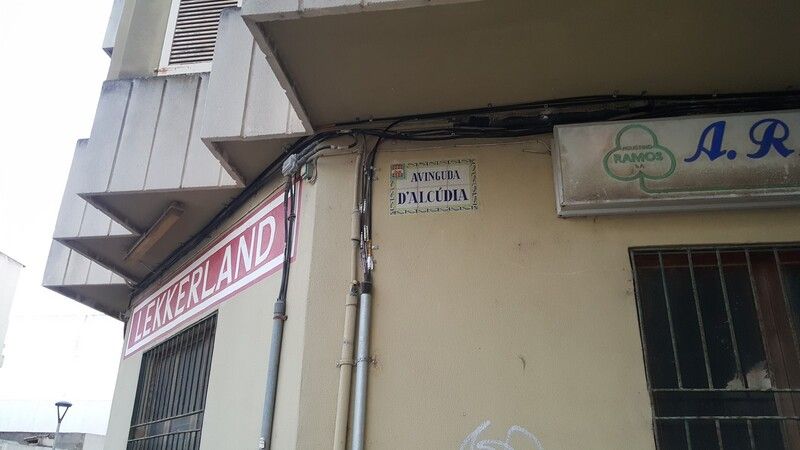 AVINGUDA
D'ALCÚDIA
LEKKERLAND
RAMOS
S.A.
A. R.